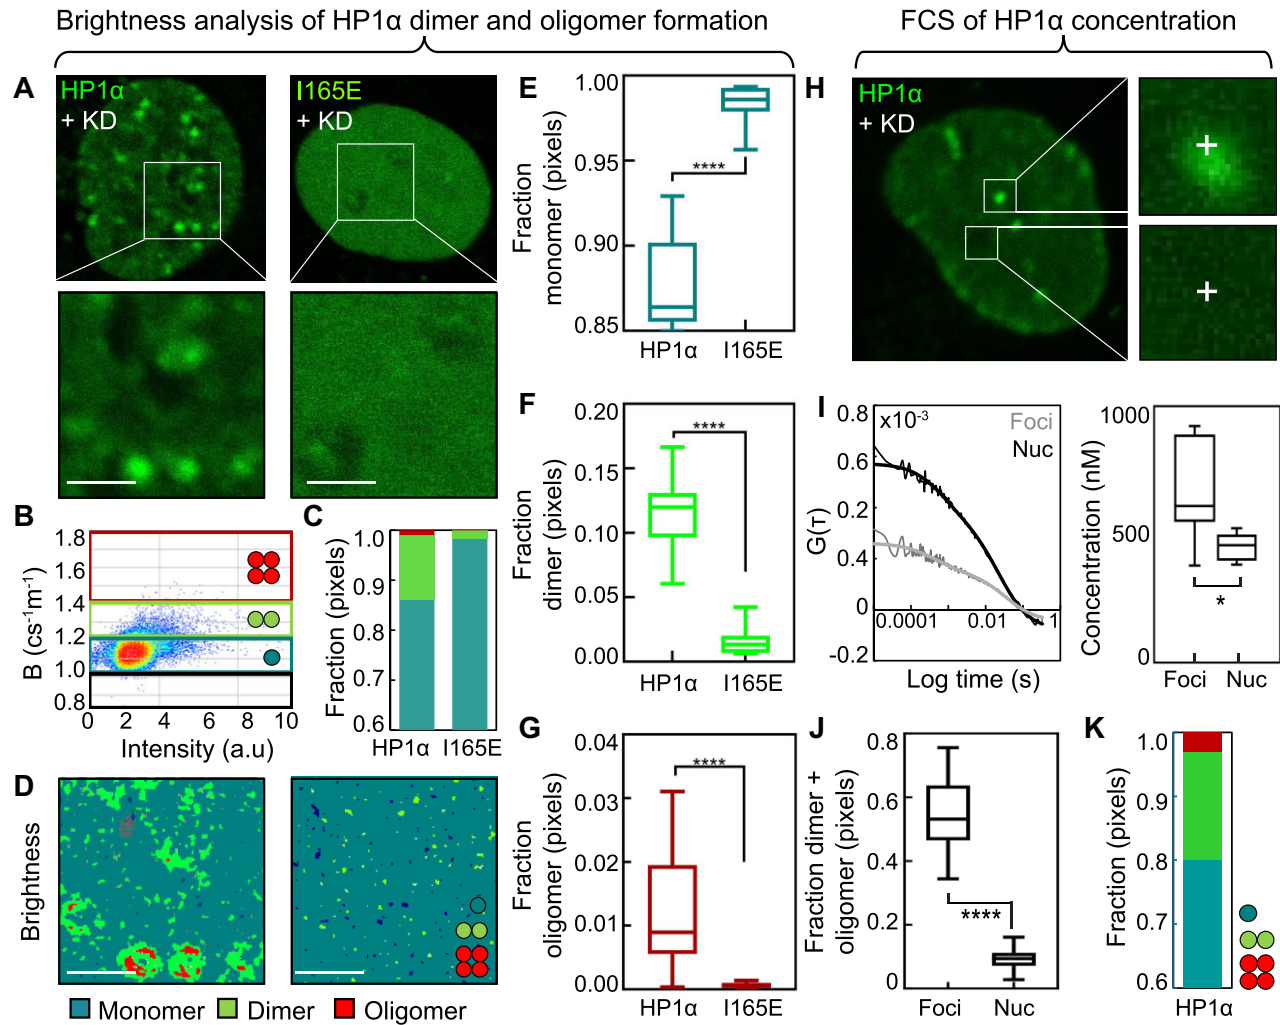 Brightness analysis of HP1α dimer and oligomer formation
FCS of HP1α concentration
A
HP1α
+ KD
I165E
+ KD
B
B (cs⁻¹m⁻¹)
1.8
1.6
1.4
1.2
1.0
0.8
0 2 4 6 8 10
Intensity (a.u)
C
Fraction (pixels)
1.0
0.9
0.8
0.7
0.6
HP1α I165E
D
Brightness
Monomer Dimer Oligomer
E
Fraction
monomer (pixels)
1.00
0.95
0.90
0.85
****
HP1α I165E
F
Fraction
dimer (pixels)
0.20
0.15
0.10
0.05
0.00
****
HP1α I165E
G
Fraction
oligomer (pixels)
0.04
0.03
0.02
0.01
0.00
****
HP1α I165E
H
HP1α
+ KD
+
+
I
G(τ)
0.8
0.6
0.2
0.4
0
-0.2
x10⁻³
Foci
Nuc
0.0001 0.01 1
Log time (s)
Concentration (nM)
1000
500
0
*
Foci Nuc
J
Fraction dimer +
oligomer (pixels)
0.8
0.6
0.4
0.2
0
****
Foci Nuc
K
Fraction (pixels)
1.0
0.9
0.8
0.7
0.6
HP1α